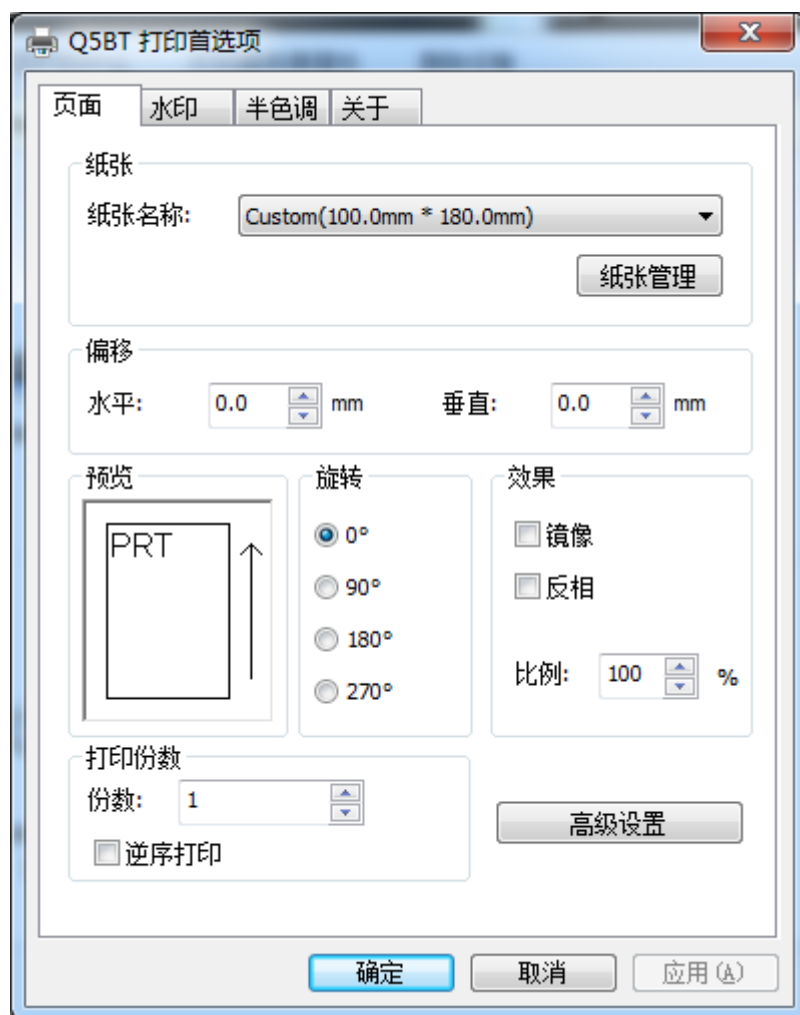 Q5BT 打印首选项
页面 水印 半色调 关于
纸张
纸张名称: Custom(100.0mm * 180.0mm)
纸张管理
偏移
水平: 0.0 mm 垂直: 0.0 mm
预览 旋转 效果
PRT
0° 镜像
90° 反相
180°
比例: 100 %
270°
打印份数
份数: 1
高级设置
逆序打印
确定 取消 应用(A)